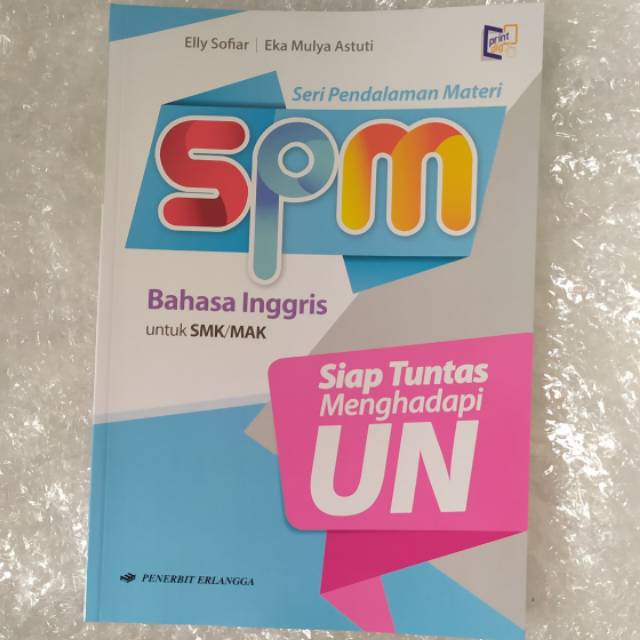 Elly Sofiar | Eka Mulya Astuti
print
Seri Pendalaman Materi
spm
Bahasa Inggris
untuk SMK/MAK
Siap Tuntas
Menghadapi
UN
PENERBIT ERLANGGA